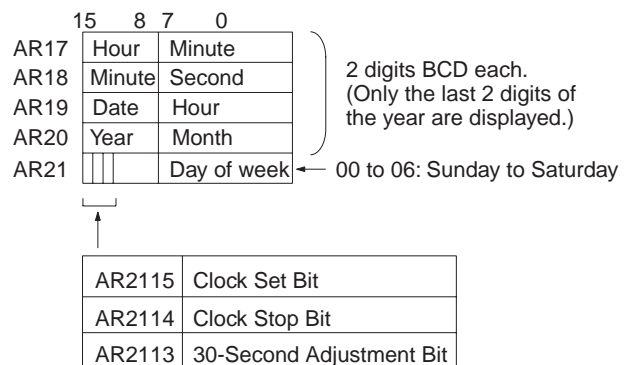 15 8 7 0
AR17 Hour Minute
AR18 Minute Second
AR19 Date Hour
AR20 Year Month
AR21 Day of week
2 digits BCD each.
(Only the last 2 digits of
the year are displayed.)
00 to 06: Sunday to Saturday
AR2115 Clock Set Bit
AR2114 Clock Stop Bit
AR2113 30-Second Adjustment Bit